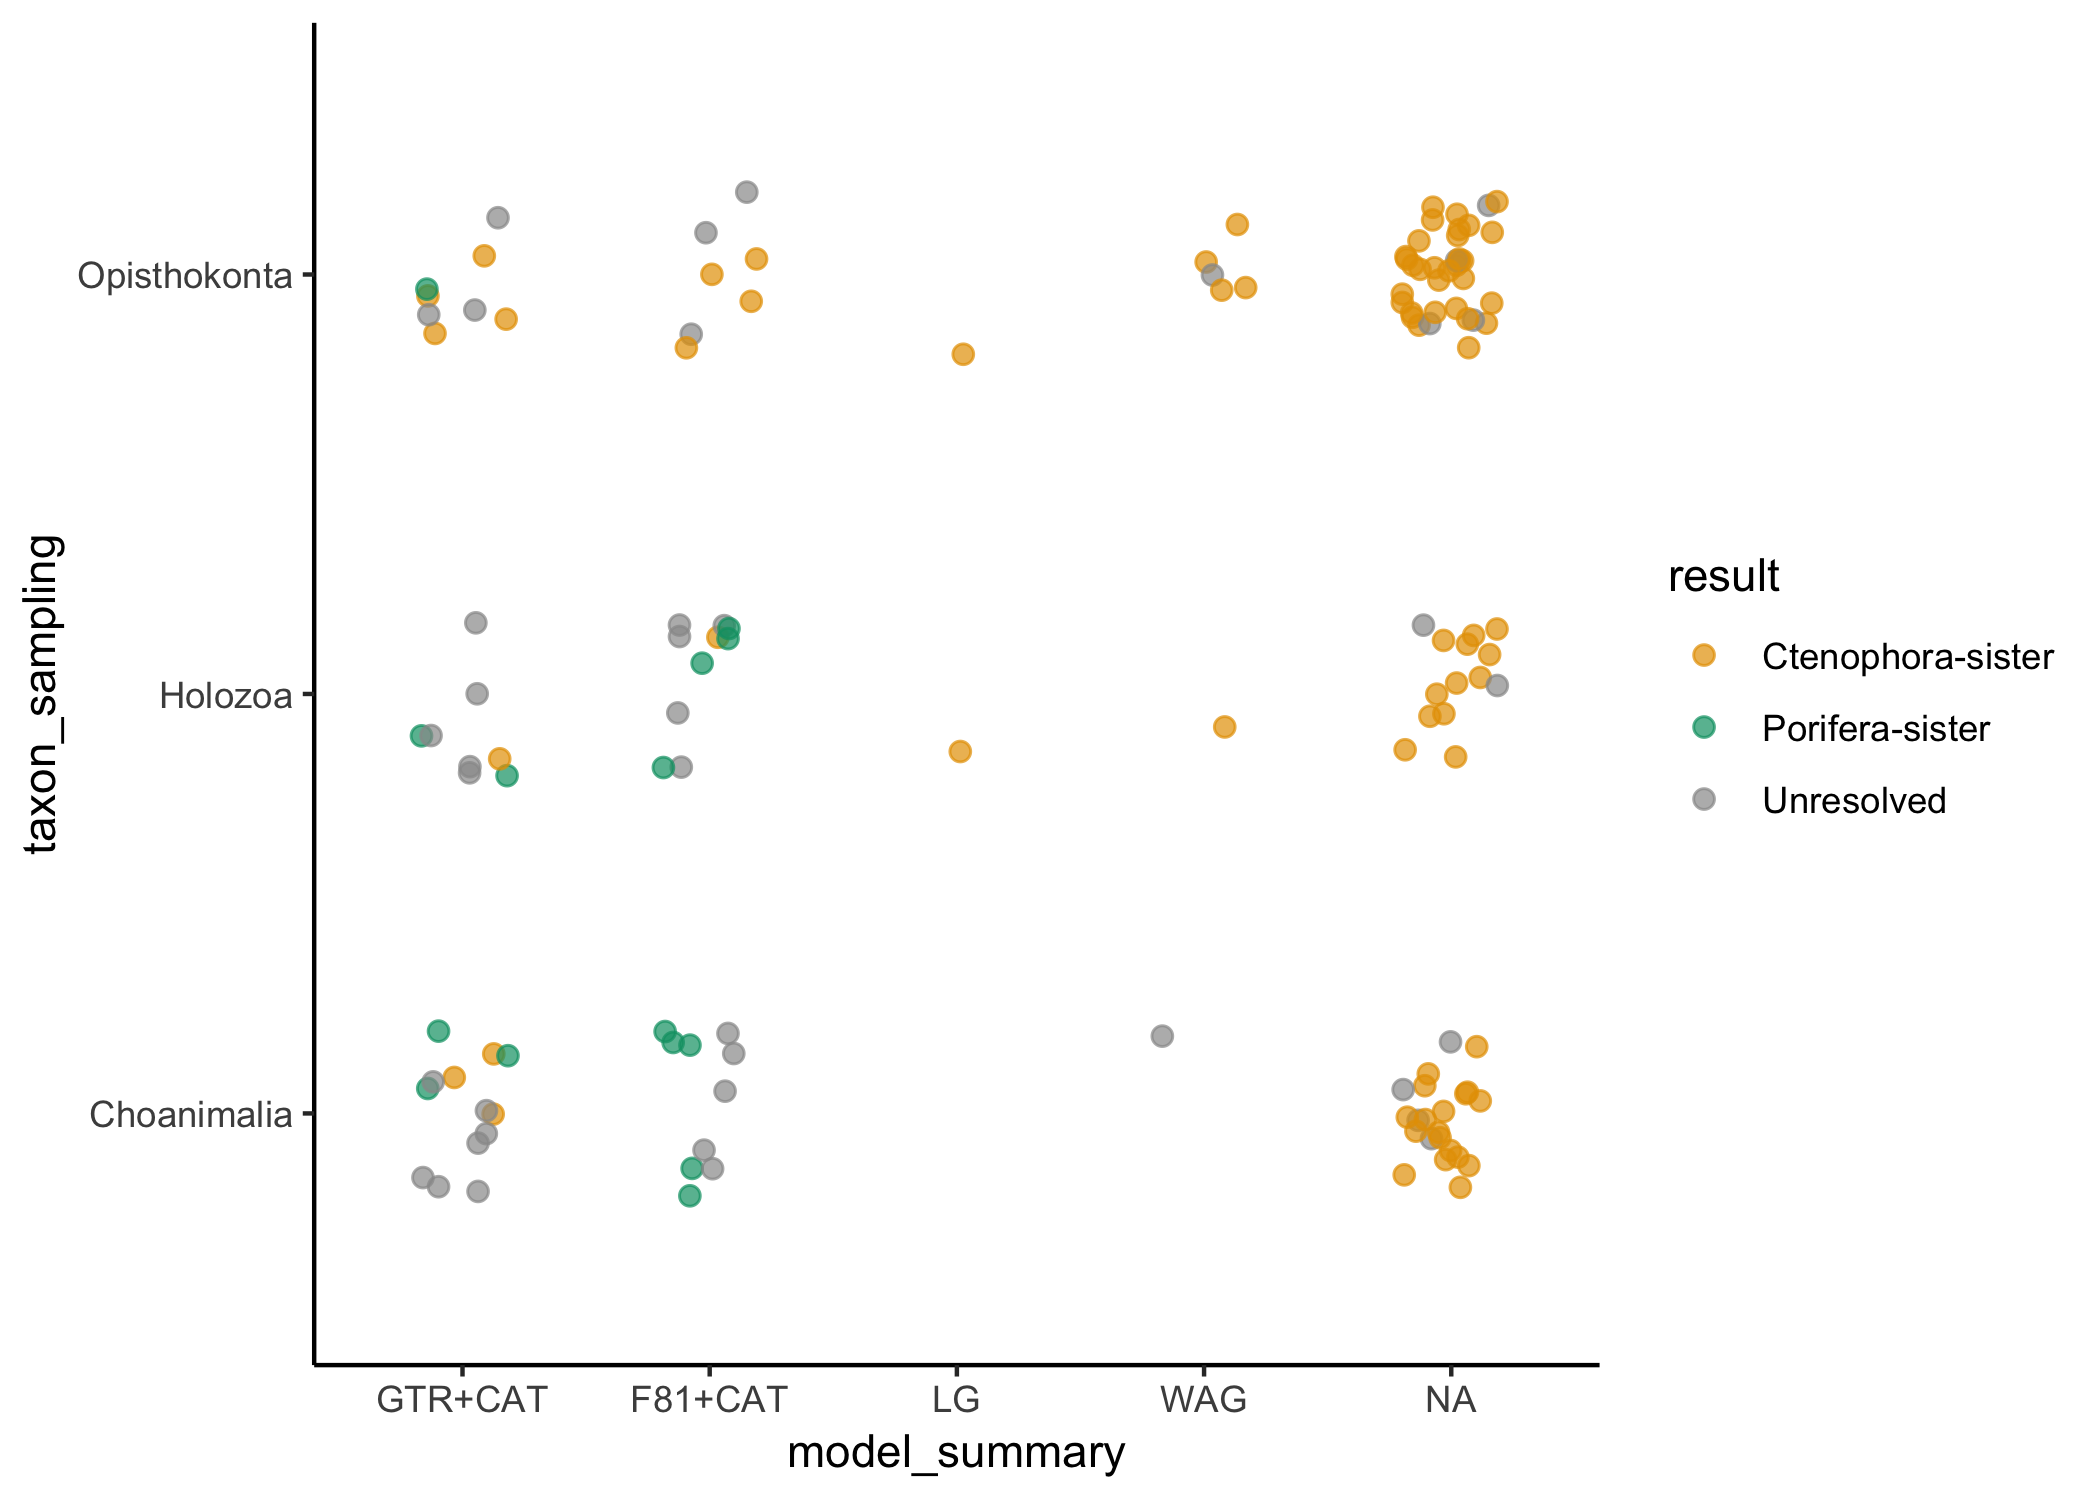 taxon_sampling
Opisthokonta
Holozoa
Choanimalia
GTR+CAT
F81+CAT
LG
WAG
NA
model_summary
result
Ctenophora-sister
Porifera-sister
Unresolved